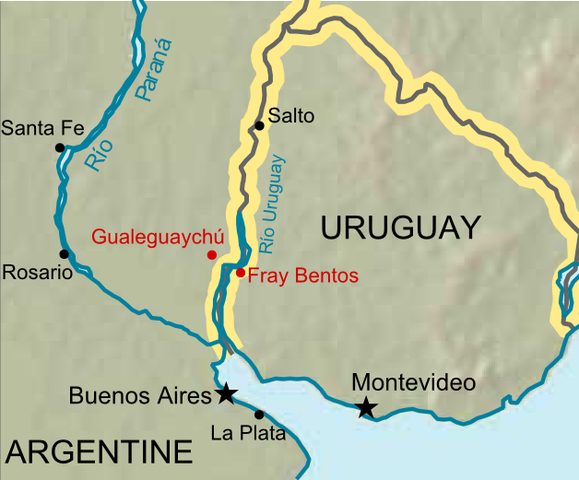 Paraná
Río
Santa Fe
Salto
Río Uruguay
URUGUAY
Gualeguaychú
Rosario
Fray Bentos
Buenos Aires
Montevideo
La Plata
ARGENTINE